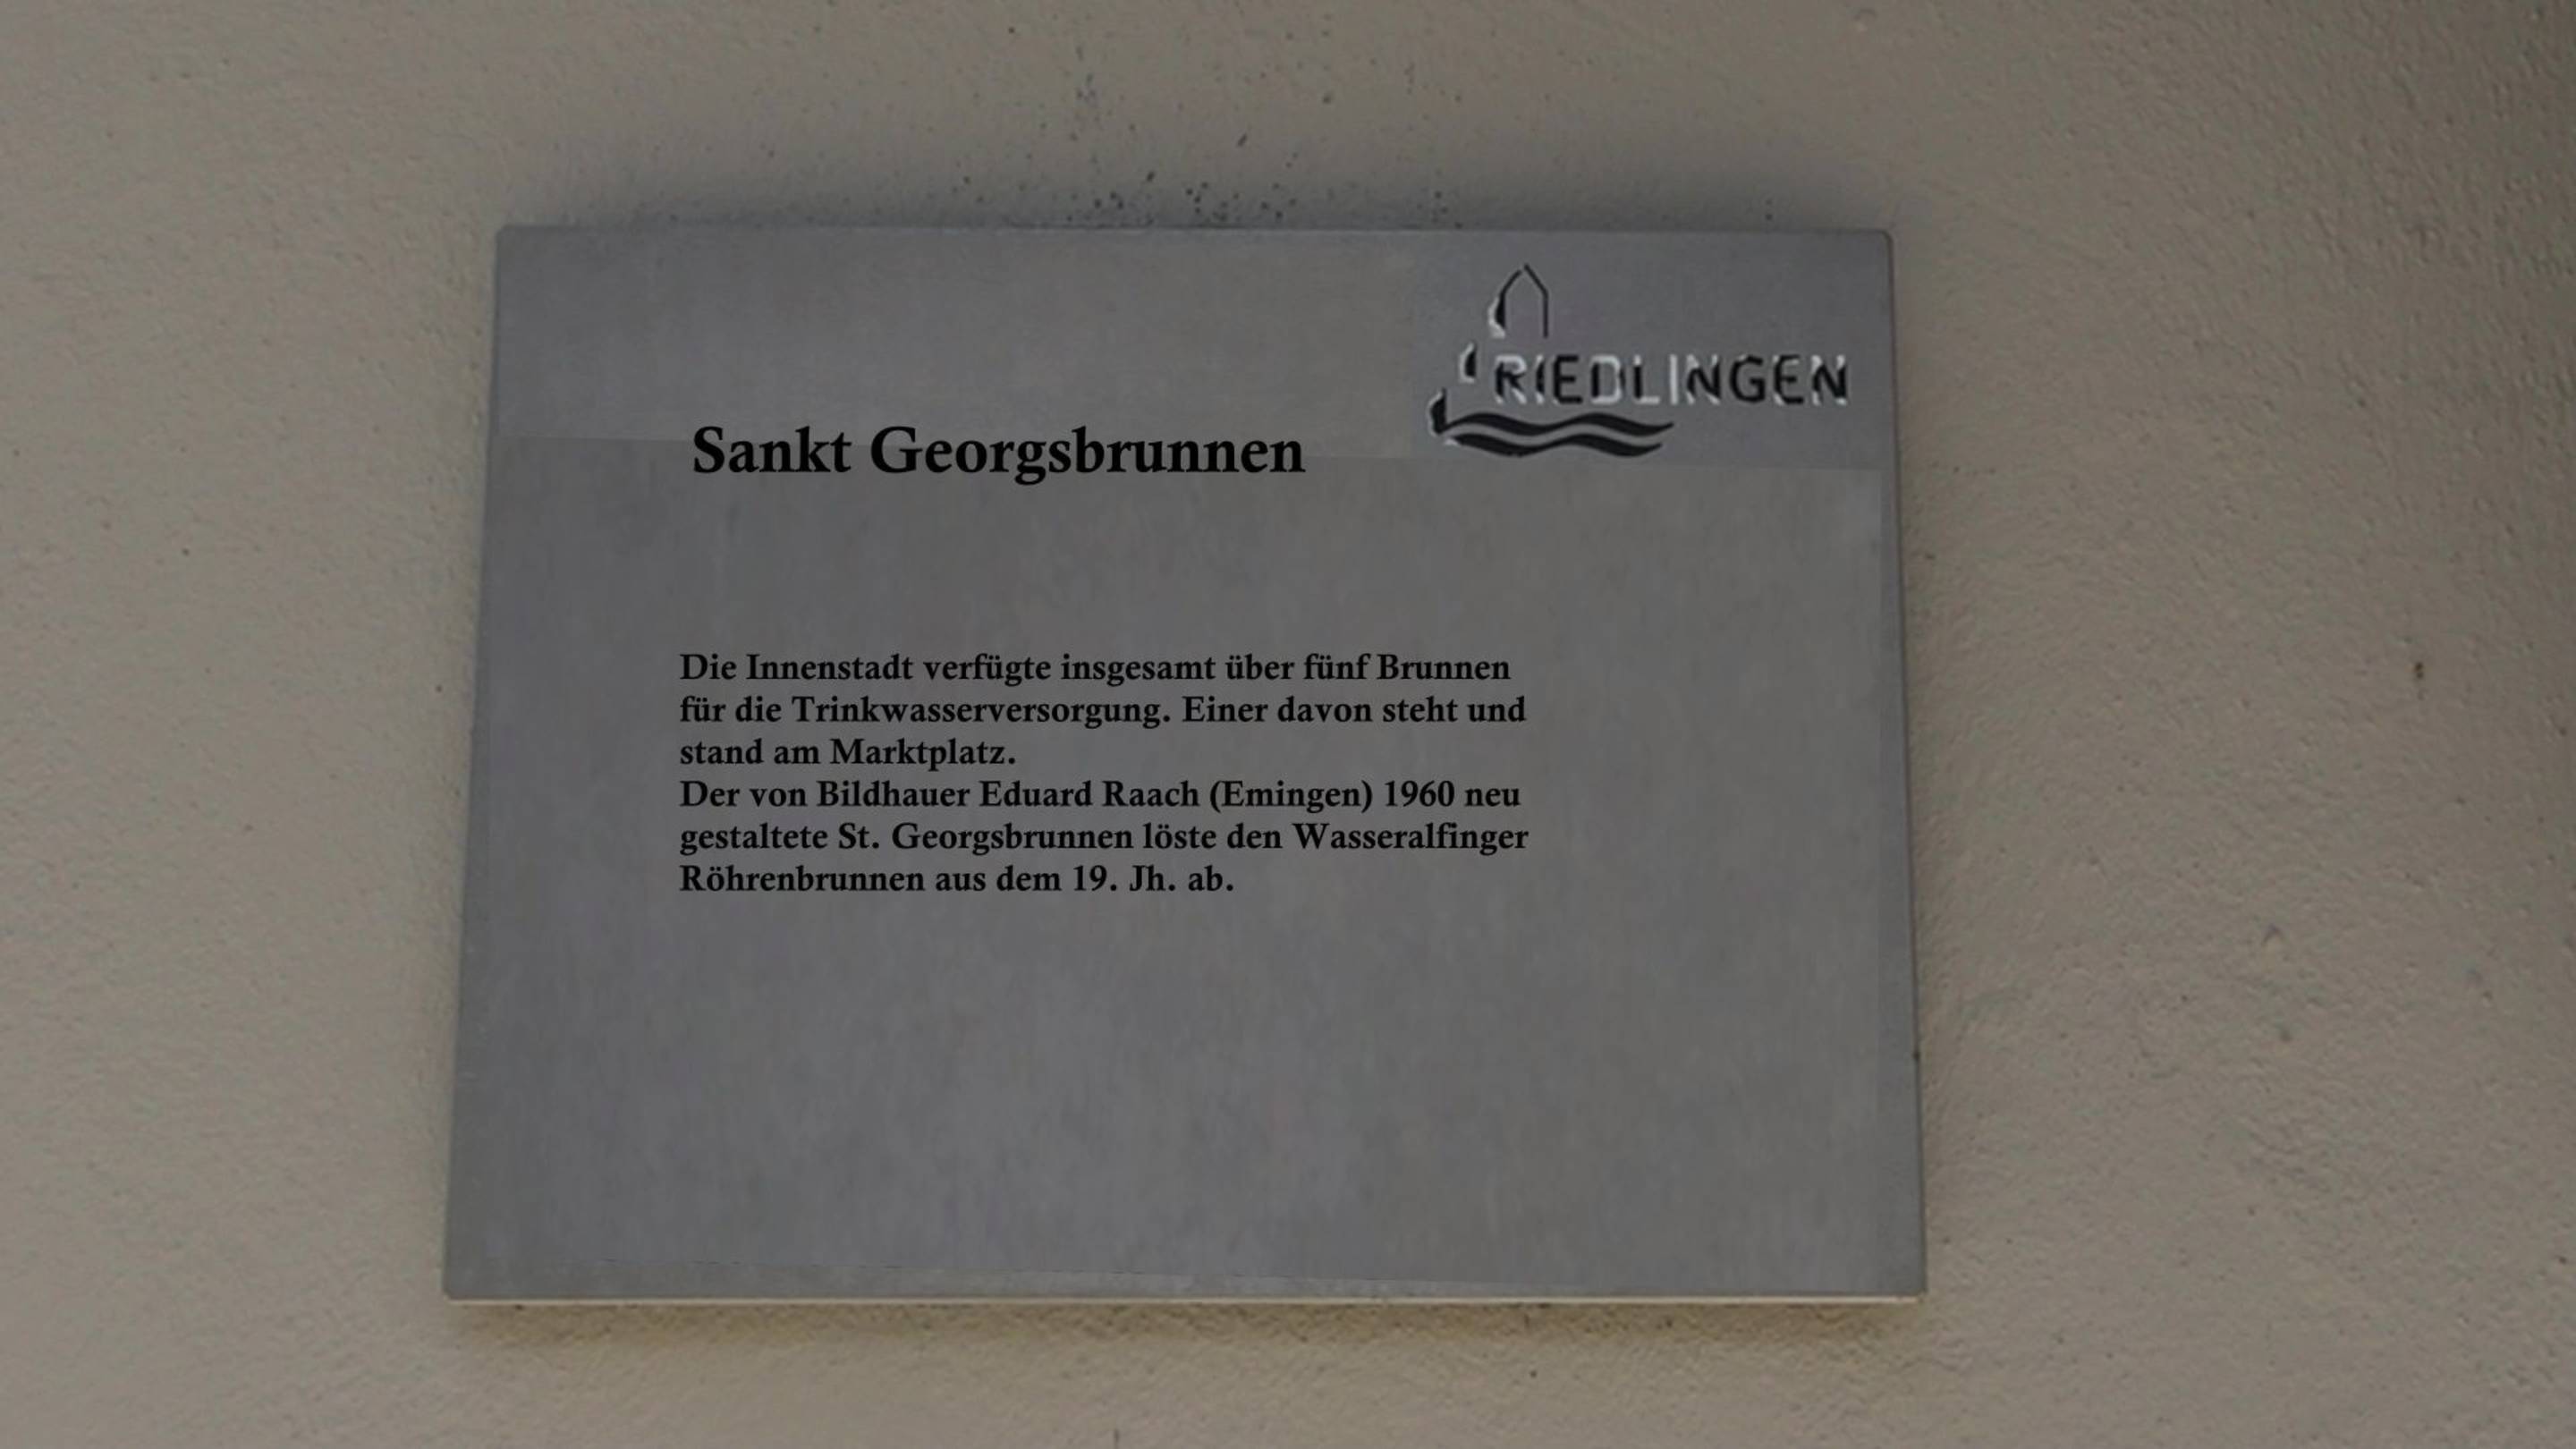 RIEDLINGEN
Sankt Georgsbrunnen
Die Innenstadt verfügte insgesamt über fünf Brunnen
für die Trinkwasserversorgung. Einer davon steht und
stand am Marktplatz.
Der von Bildhauer Eduard Raach (Emingen) 1960 neu
gestaltete St. Georgsbrunnen löste den Wasseralfinger
Röhrenbrunnen aus dem 19. Jh. ab.